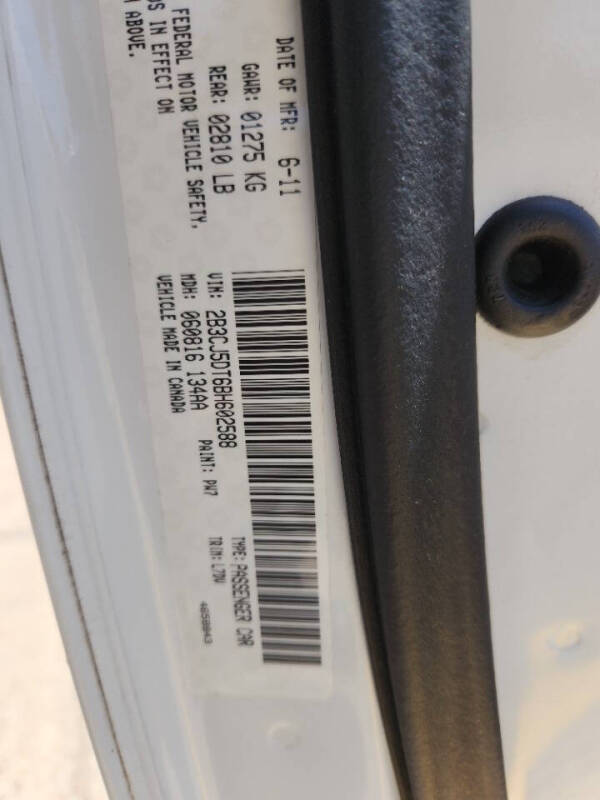 DATE OF MFR: 6-11
GAWR: 01275 KG
REAR: 02810 LB
FEDERAL MOTOR VEHICLE SAFETY,
IN EFFECT ON
ABOVE.
VIN: 2B3CJ5DT6BH602588
TYPE: PASSENGER CAR
MDH: 060816 134AA
PAINT: PW7
TRIM: L7DV
VEHICLE MADE IN CANADA